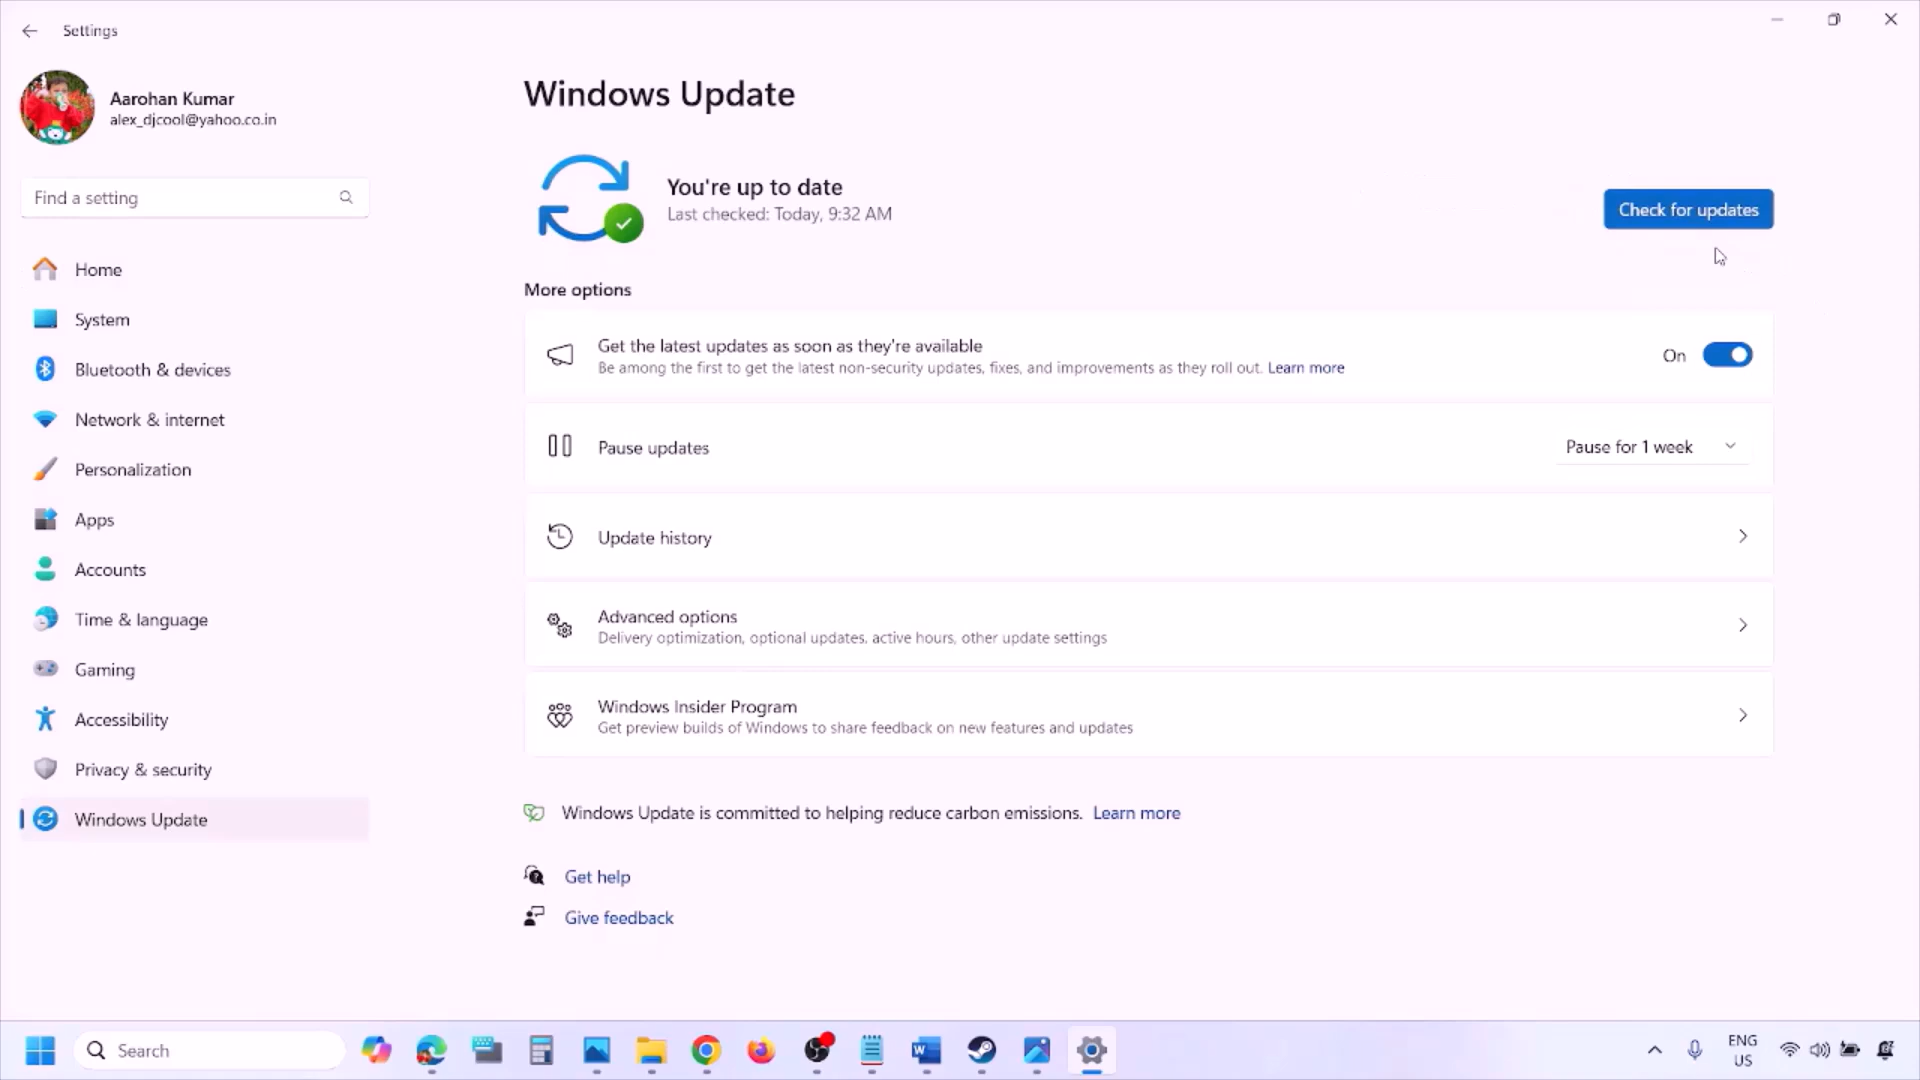 Settings
Aarohan Kumar
alex_djcool@yahoo.co.in
Find a setting
Home
System
Bluetooth & devices
Network & internet
Personalization
Apps
Accounts
Time & language
Gaming
Accessibility
Privacy & security
Windows Update
Windows Update
You're up to date
Last checked: Today, 9:32 AM
Check for updates
More options
Get the latest updates as soon as they're available
Be among the first to get the latest non-security updates, fixes, and improvements as they roll out. Learn more
On
Pause updates
Pause for 1 week
Update history
Advanced options
Delivery optimization, optional updates, active hours, other update settings
Windows Insider Program
Get preview builds of Windows to share feedback on new features and updates
Windows Update is committed to helping reduce carbon emissions. Learn more
Get help
Give feedback
Search
ENG
US